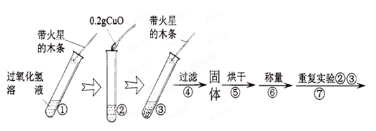 带火星的木条
过氧化氢溶 液
①
0.2gCuO
②
带火星的木条
③
过滤
④
固体
烘干
⑤
称量
⑥
重复实验②③
⑦